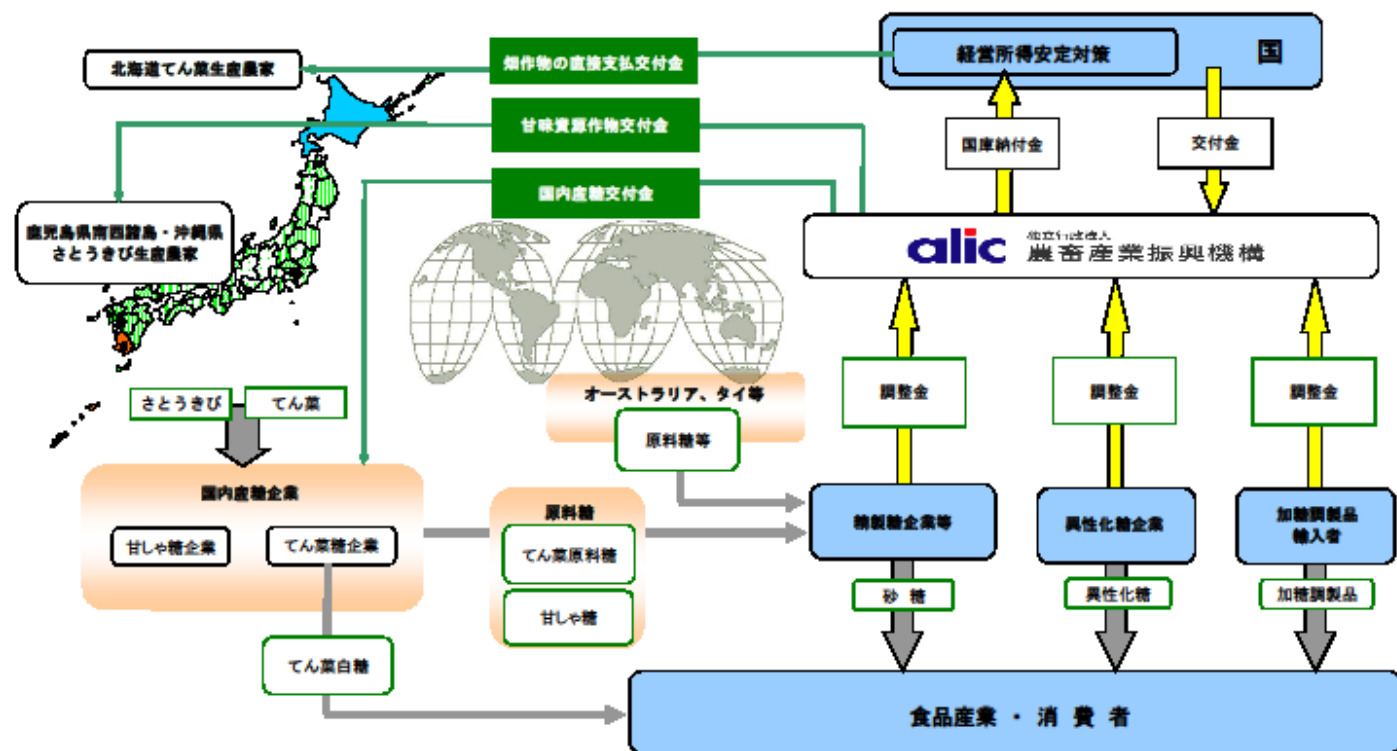 北海道てん菜生産農家
畑作物の直接支払交付金
経営所得安定対策
国
甘味資源作物交付金
国庫納付金
交付金
国内産糖交付金
鹿児島県南西諸島・沖縄県
さとうきび生産農家
alic
独立行政法人
農畜産業振興機構
調整金
調整金
調整金
オーストラリア、タイ等
原料糖等
さとうきび
てん菜
国内産糖企業
甘しゃ糖企業
てん菜糖企業
原料糖
てん菜原料糖
甘しゃ糖
精製糖企業等
異性化糖企業
加糖調製品
輸入者
砂 糖
異性化糖
加糖調製品
てん菜白糖
食品産業 ・ 消 費 者